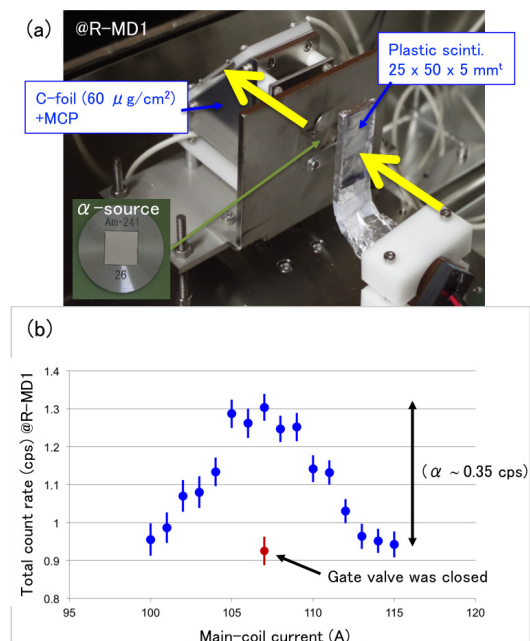 (a)
@R-MD1
Plastic scinti.
25 x 50 x 5 mmᵗ
C-foil (60 μg/cm²)
+MCP
α-source
Am-241
26
(b)
Total count rate (cps) @R-MD1
1.4
1.3
1.2
1.1
1
0.9
0.8
(α ~ 0.35 cps)
Gate valve was closed
95
100
105
110
115
120
Main-coil current (A)